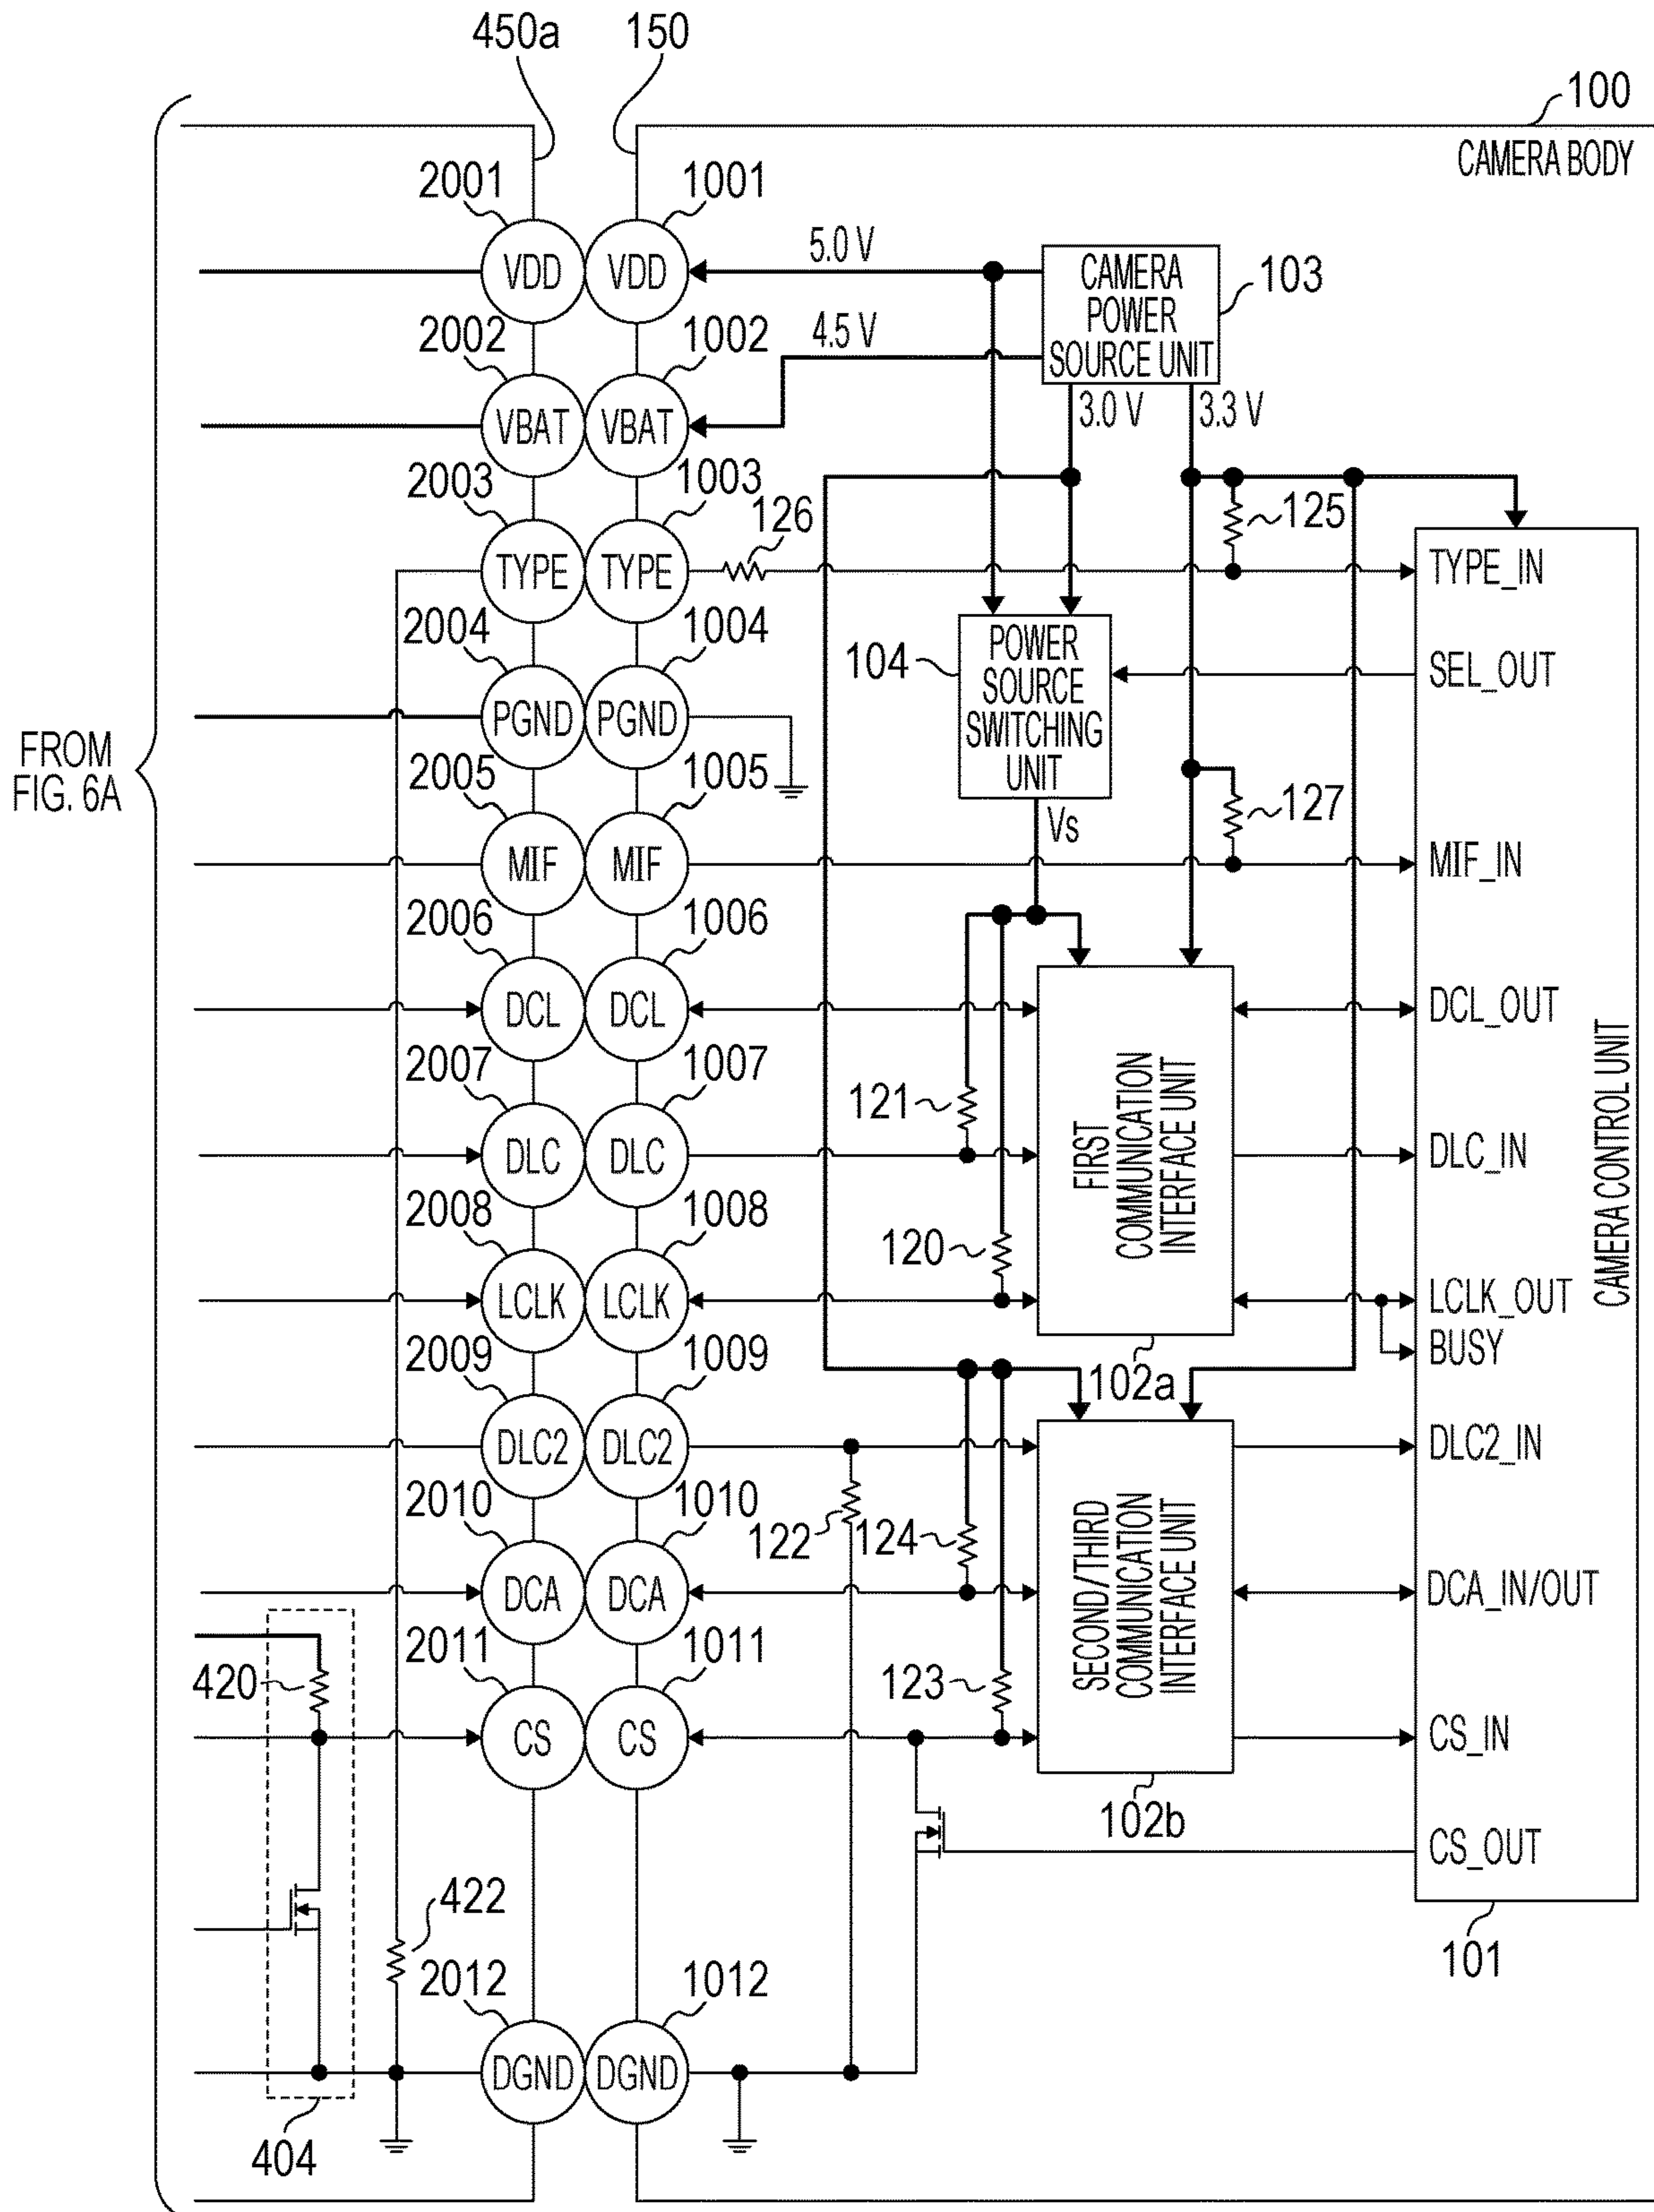 450a
150
100
CAMERA BODY
2001
1001
VDD
VDD
5.0 V
CAMERA
POWER
SOURCE UNIT
103
2002
1002
VBAT
VBAT
4.5 V
3.0 V
3.3 V
2003
1003
126
125
TYPE
TYPE
TYPE_IN
2004
1004
104
POWER
SOURCE
SWITCHING
UNIT
SEL_OUT
PGND
PGND
FROM
FIG. 6A
2005
1005
Vs
127
MIF
MIF
MIF_IN
2006
1006
DCL
DCL
DCL_OUT
2007
1007
121
DLC
DLC
DLC_IN
FIRST
COMMUNICATION
INTERFACE UNIT
CAMERA CONTROL UNIT
2008
1008
120
LCLK
LCLK
LCLK_OUT
BUSY
2009
1009
102a
DLC2
DLC2
DLC2_IN
2010
1010
122
124
DCA
DCA
DCA_IN/OUT
SECOND/THIRD
COMMUNICATION
INTERFACE UNIT
2011
1011
420
123
CS
CS
CS_IN
102b
CS_OUT
422
101
2012
1012
DGND
DGND
404